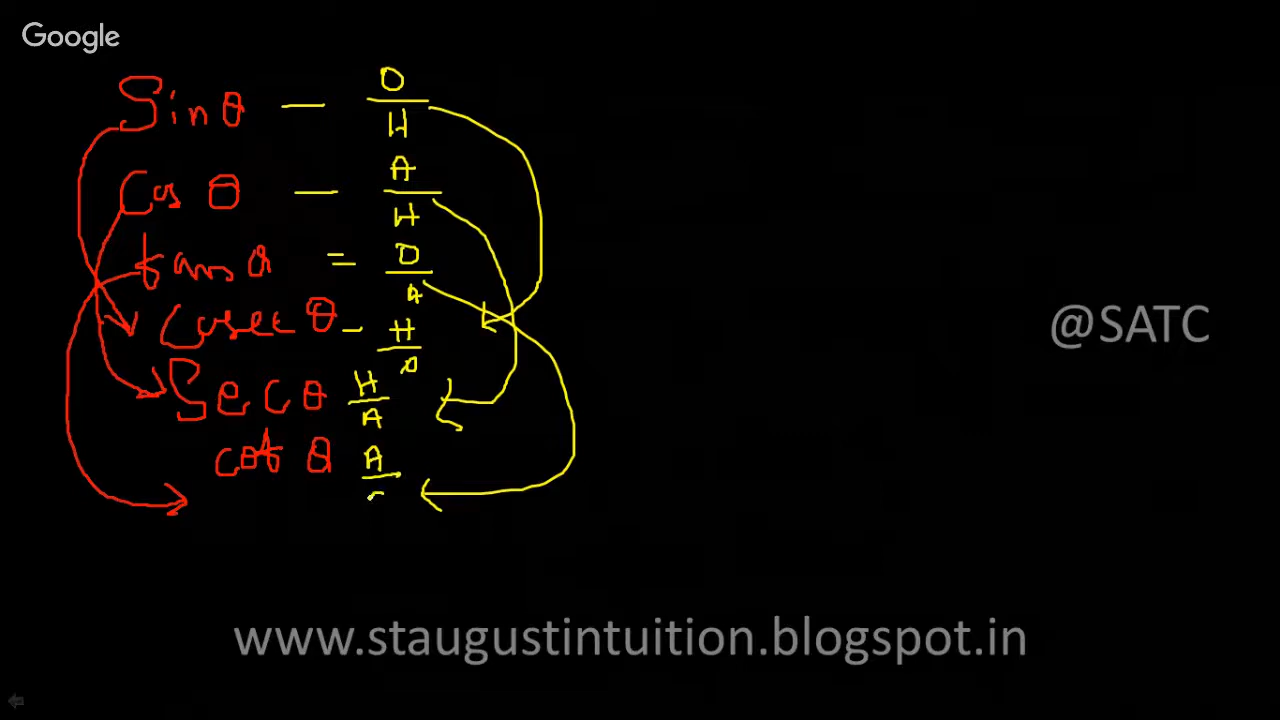 Google
Sin θ — O/H
Cos θ — A/H
tan θ = O/A
Cosec θ - H/O
Sec θ H/A
cot θ A/
@SATC
www.staugustintuition.blogspot.in